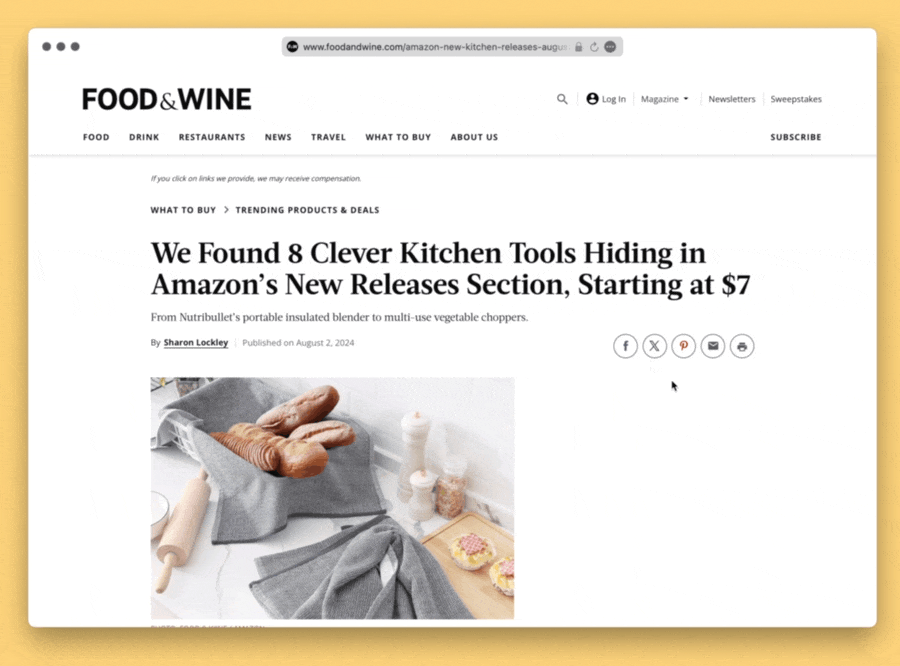 www.foodandwine.com/amazon-new-kitchen-releases-augu
FOOD&WINE
Log In
Magazine
Newsletters
Sweepstakes
FOOD
DRINK
RESTAURANTS
NEWS
TRAVEL
WHAT TO BUY
ABOUT US
SUBSCRIBE
If you click on links we provide, we may receive compensation.
WHAT TO BUY > TRENDING PRODUCTS & DEALS
We Found 8 Clever Kitchen Tools Hiding in
Amazon’s New Releases Section, Starting at $7
From Nutribullet's portable insulated blender to multi-use vegetable choppers.
By Sharon Lockley | Published on August 2, 2024